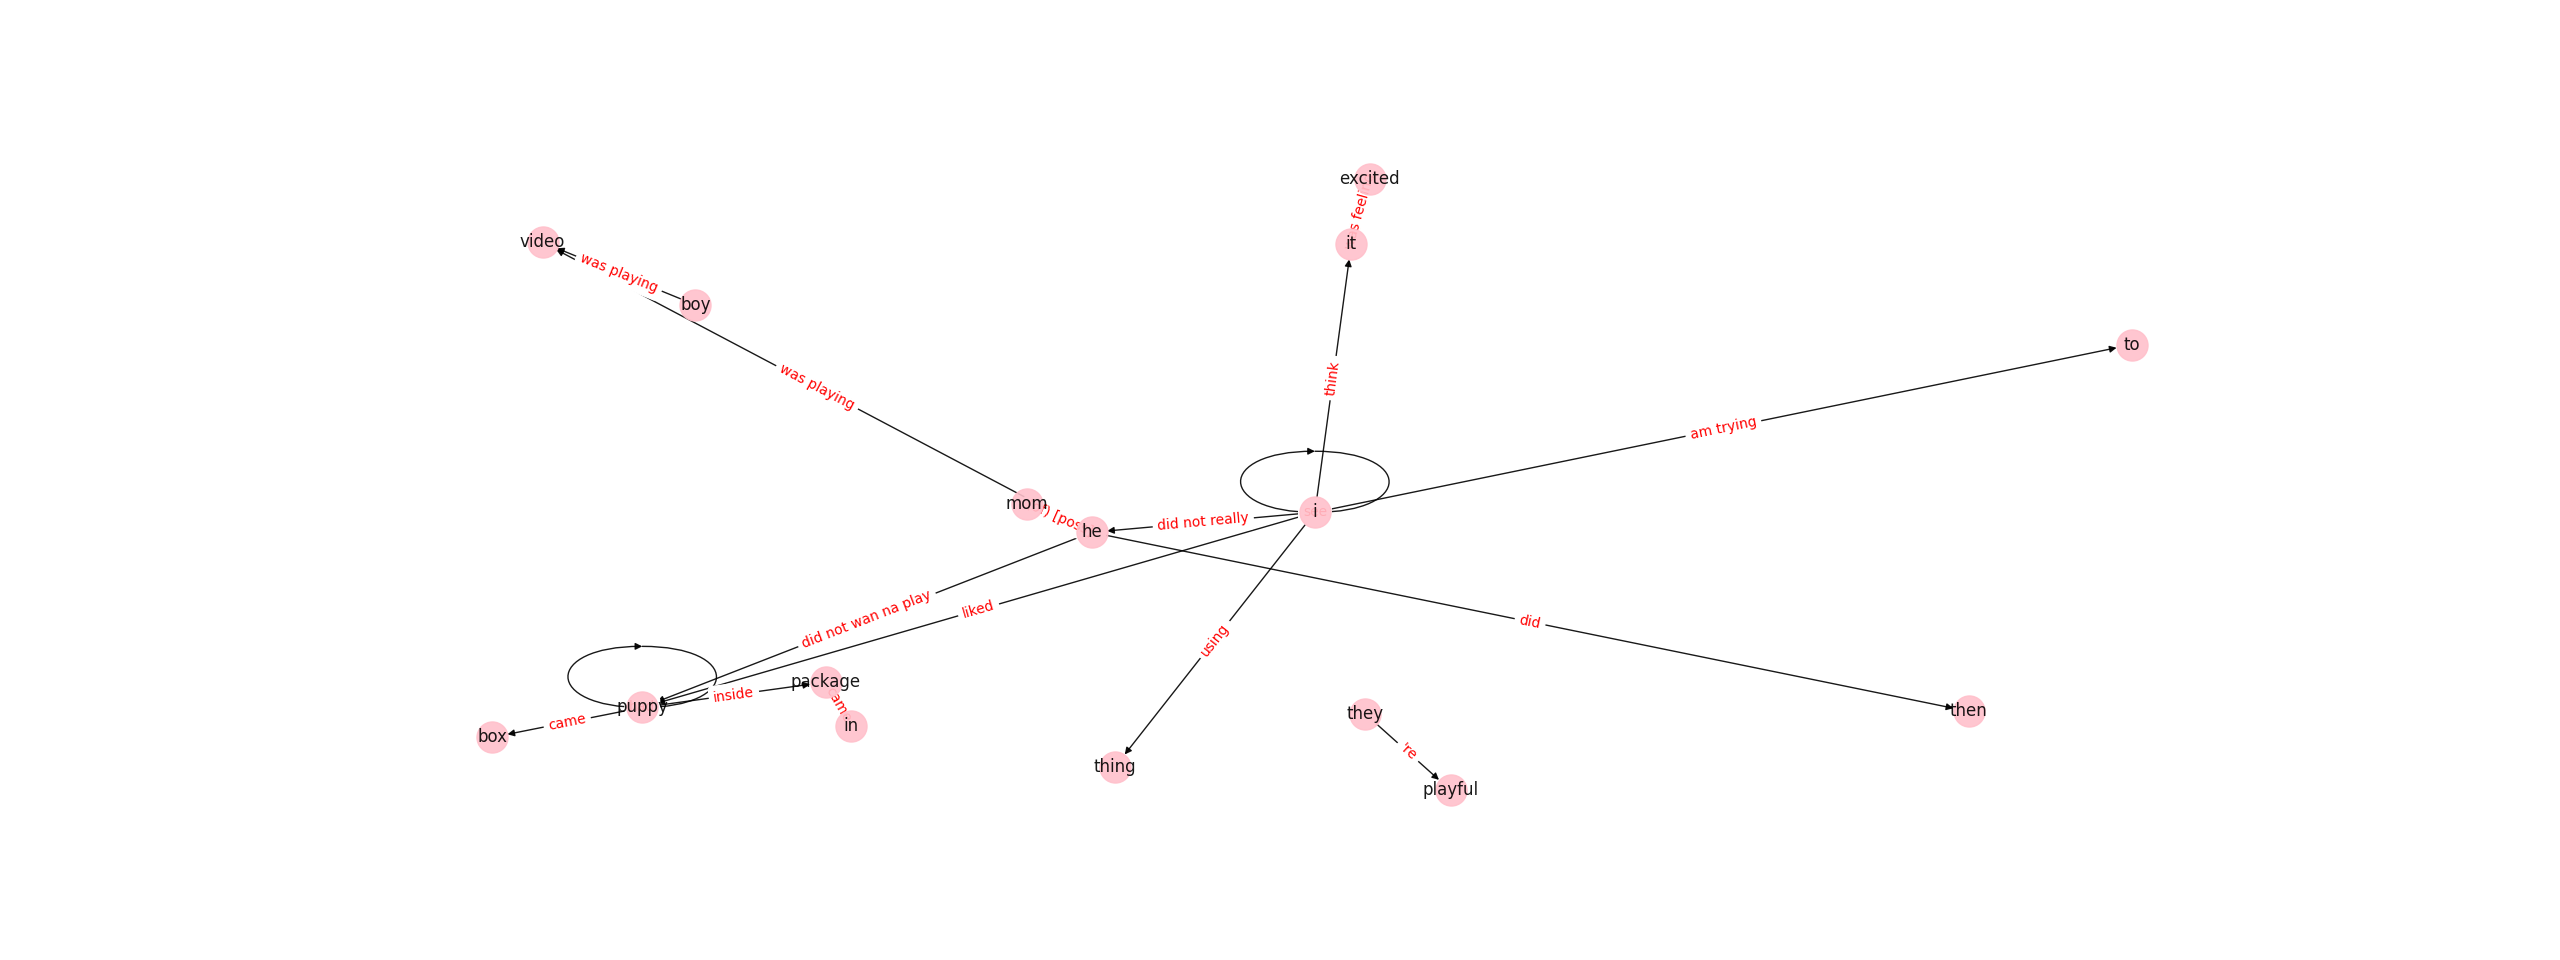 excited
s feel
it
video
was playing
boy
to
think
was playing
am trying
mom
) [pos
he
did not really
i
did not wan na play
liked
did
using
package
inside
am
puppy
came
box
in
they
then
're
thing
playful